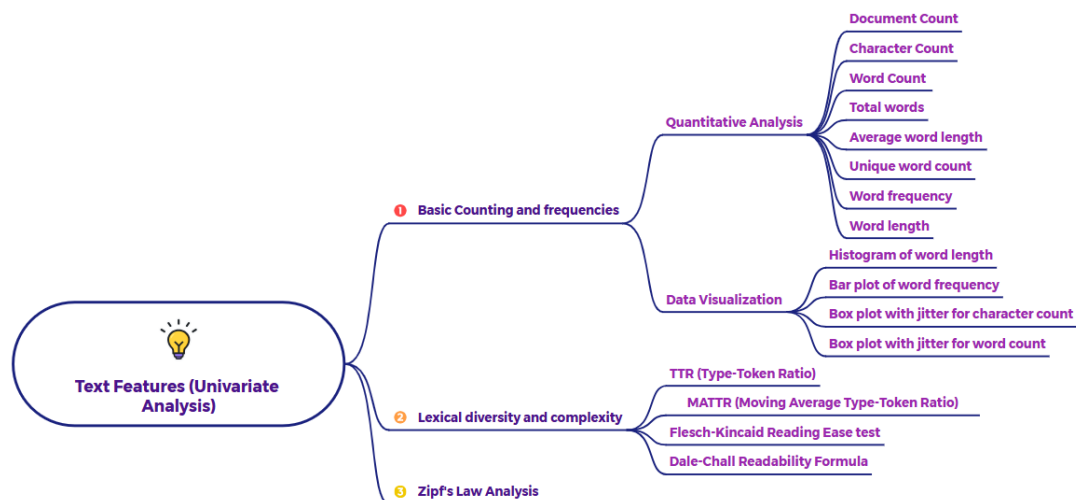 Text Features (Univariate
Analysis)
1 Basic Counting and frequencies
Quantitative Analysis
Document Count
Character Count
Word Count
Total words
Average word length
Unique word count
Word frequency
Word length
Data Visualization
Histogram of word length
Bar plot of word frequency
Box plot with jitter for character count
Box plot with jitter for word count
2 Lexical diversity and complexity
TTR (Type-Token Ratio)
MATTR (Moving Average Type-Token Ratio)
Flesch-Kincaid Reading Ease test
Dale-Chall Readability Formula
3 Zipf's Law Analysis